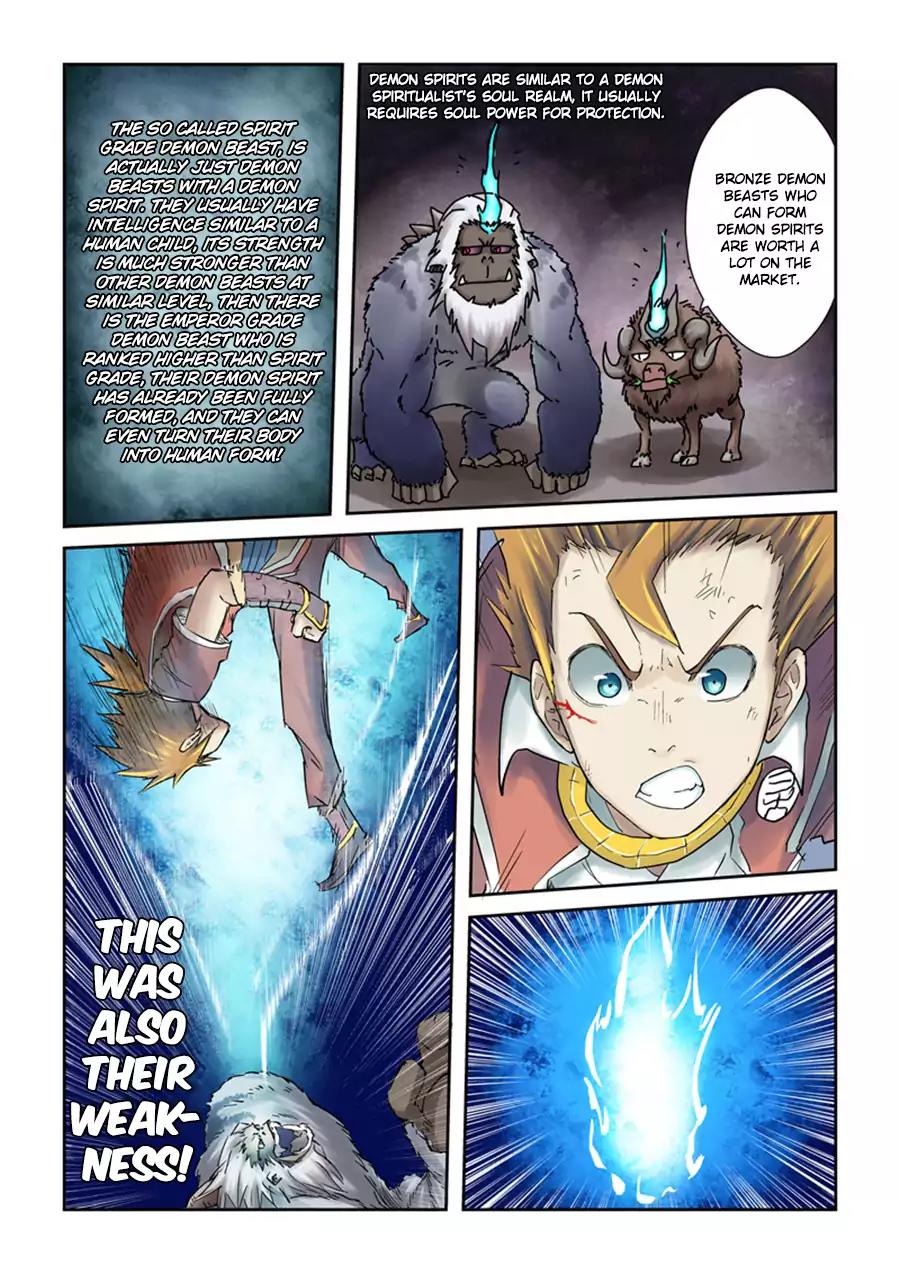 THE SO CALLED SPIRIT
GRADE DEMON BEAST, IS
ACTUALLY JUST DEMON
BEASTS WITH A DEMON
SPIRIT. THEY USUALLY HAVE
INTELLIGENCE SIMILAR TO A
HUMAN CHILD, ITS STRENGTH
IS MUCH STRONGER THAN
OTHER DEMON BEASTS AT
SIMILAR LEVEL, THEN THERE
IS THE EMPEROR GRADE
DEMON BEAST WHO IS
RANKED HIGHER THAN SPIRIT
GRADE, THEIR DEMON SPIRIT
HAS ALREADY BEEN FULLY
FORMED, AND THEY CAN
EVEN TURN THEIR BODY
INTO HUMAN FORM!
DEMON SPIRITS ARE SIMILAR TO A DEMON
SPIRITUALIST'S SOUL REALM, IT USUALLY
REQUIRES SOUL POWER FOR PROTECTION.
BRONZE DEMON
BEASTS WHO
CAN FORM
DEMON SPIRITS
ARE WORTH A
LOT ON THE
MARKET.
THIS
WAS
ALSO
THEIR
WEAK-
NESS!